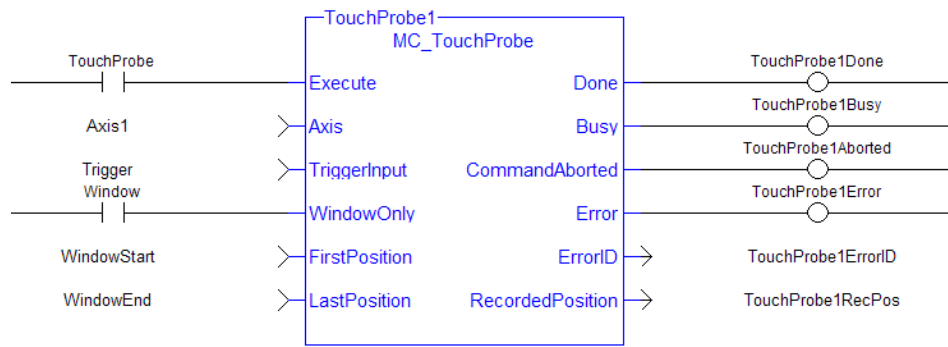 TouchProbe1
MC_TouchProbe
TouchProbe Execute Done TouchProbe1Done
Axis1 Axis Busy TouchProbe1Busy
Trigger TriggerInput CommandAborted TouchProbe1Aborted
Window WindowOnly Error TouchProbe1Error
WindowStart FirstPosition ErrorID TouchProbe1ErrorID
WindowEnd LastPosition RecordedPosition TouchProbe1RecPos